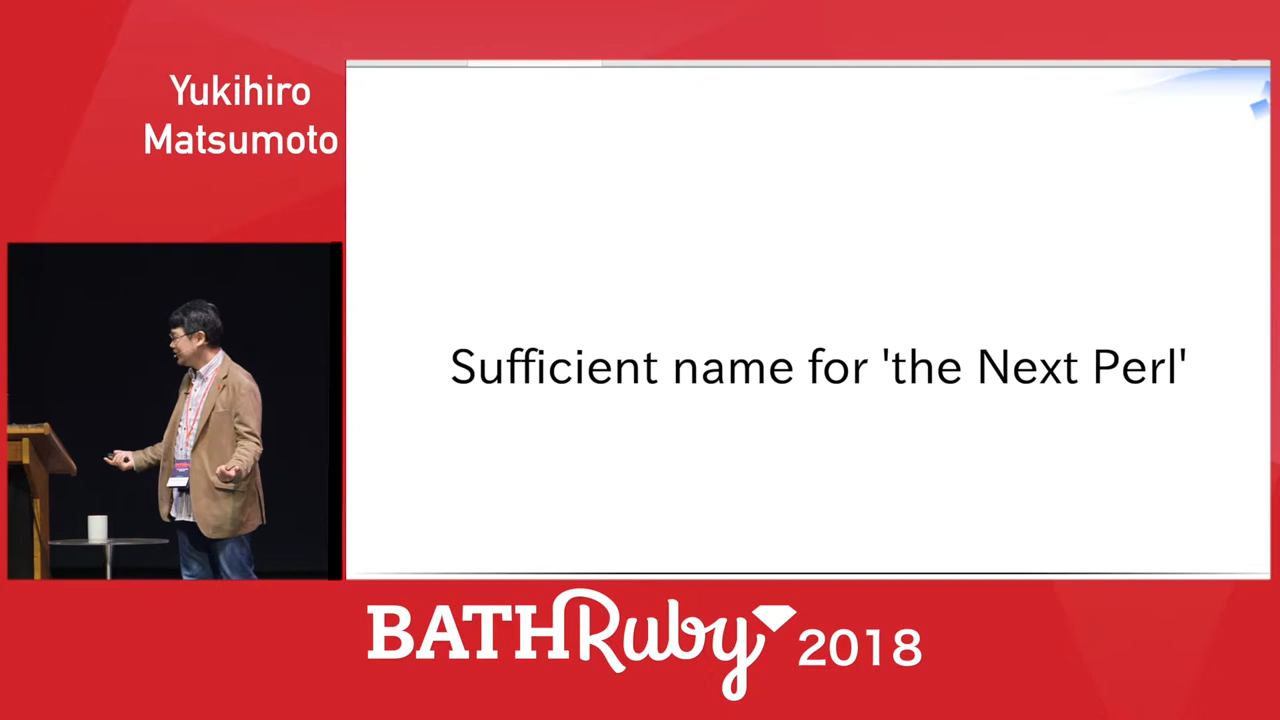 Yukihiro
Matsumoto
Sufficient name for 'the Next Perl'
BATHRuby 2018